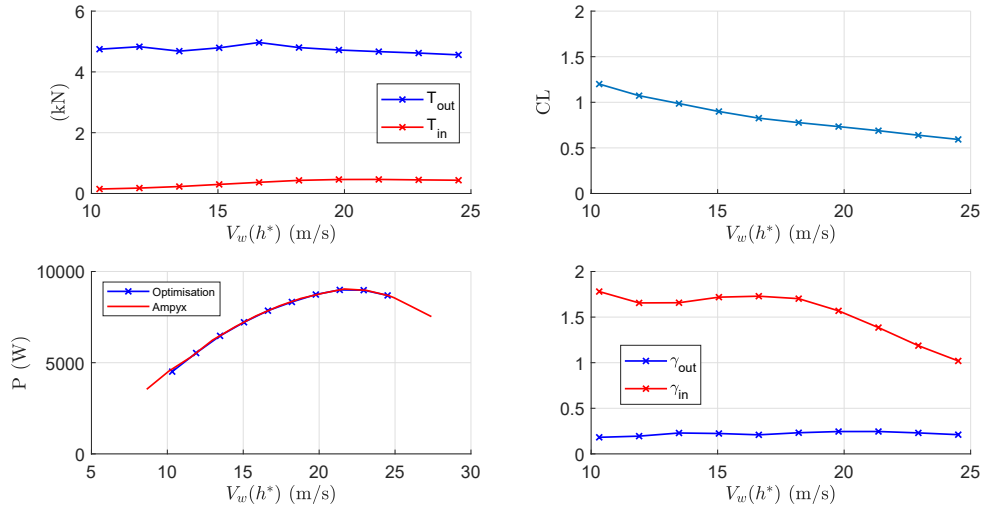 6
4
2
0
(kN)
T_out
T_in
10
15
20
25
V_w(h*) (m/s)
2
1.5
1
0.5
0
CL
10
15
20
25
V_w(h*) (m/s)
10000
5000
0
P (W)
Optimisation
Ampyx
5
10
15
20
25
30
V_w(h*) (m/s)
2
1.5
1
0.5
0
γ_out
γ_in
10
15
20
25
V_w(h*) (m/s)